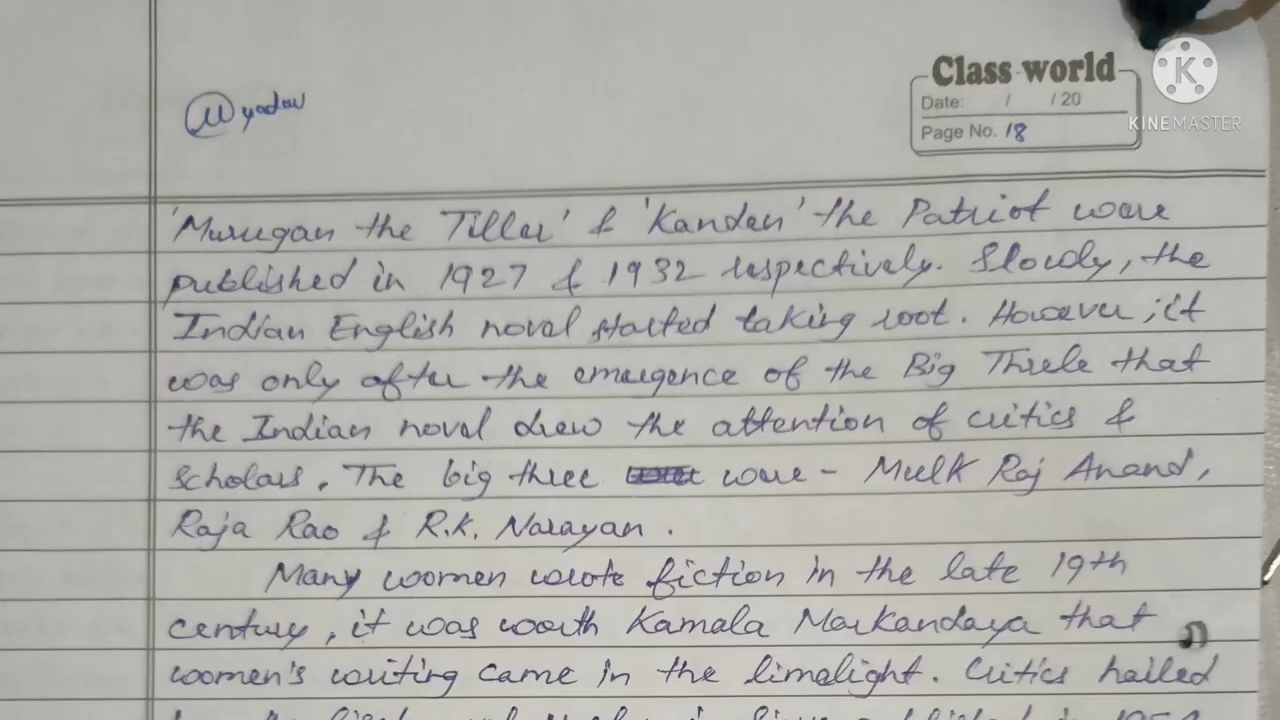 @yadav
Class world
Date: / /20
Page No. 18
KINEMASTER
'Murugan the Tiller' & 'Kanden' the Patriot were
published in 1927 & 1932 respectively. Slowly, the
Indian English novel started taking root. However, it
was only after the emergence of the Big Three that
the Indian novel drew the attention of critics &
scholars. The big three were - Mulk Raj Anand,
Raja Rao & R.K. Narayan.
Many women wrote fiction in the late 19th
century, it was worth Kamala Markandaya that
women's writing came in the limelight. Critics hailed